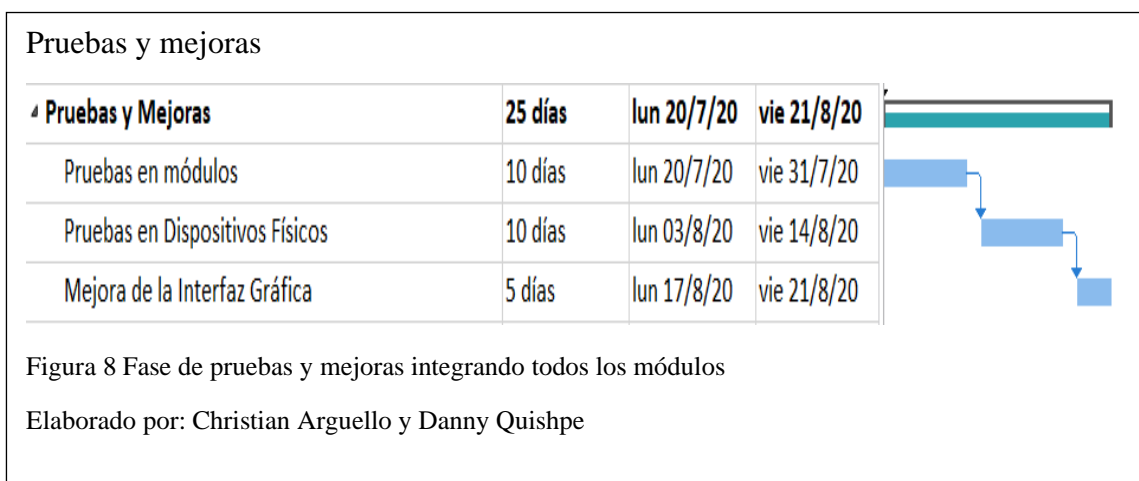 Pruebas y mejoras
Pruebas y Mejoras 25 días lun 20/7/20 vie 21/8/20
Pruebas en módulos 10 días lun 20/7/20 vie 31/7/20
Pruebas en Dispositivos Físicos 10 días lun 03/8/20 vie 14/8/20
Mejora de la Interfaz Gráfica 5 días lun 17/8/20 vie 21/8/20
Figura 8 Fase de pruebas y mejoras integrando todos los módulos
Elaborado por: Christian Arguello y Danny Quishpe